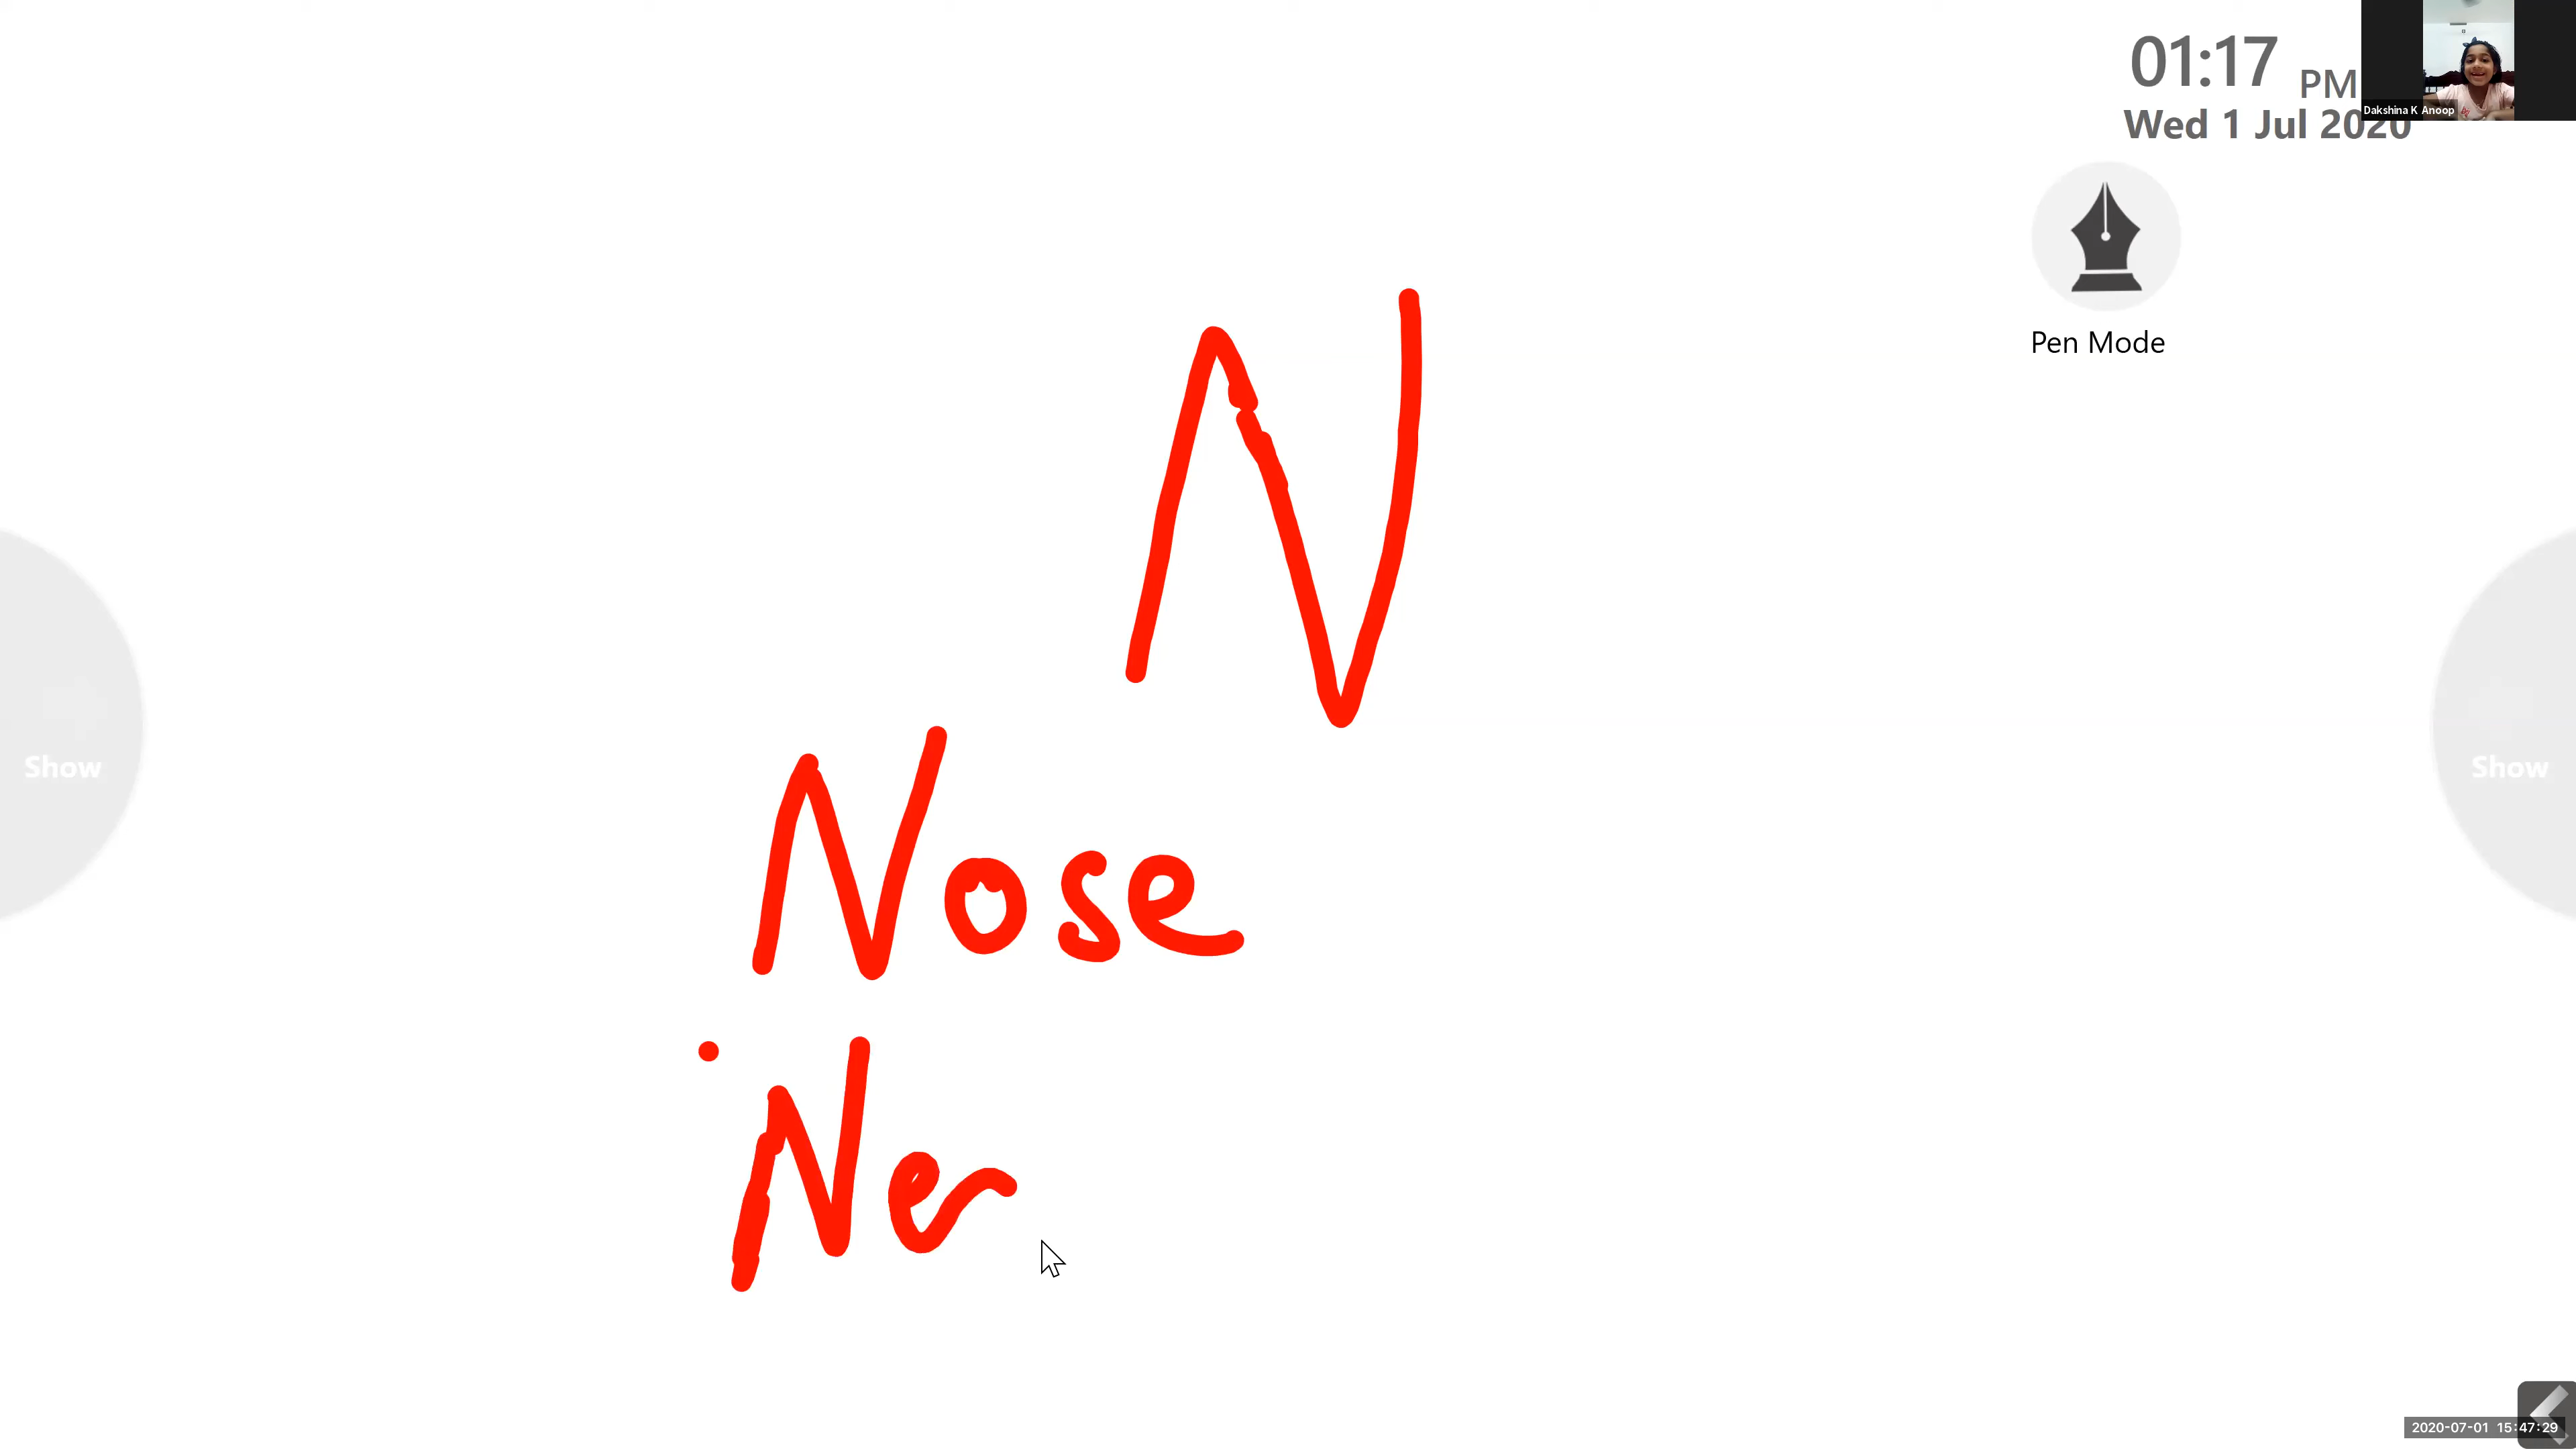 01:17 PM
Dakshina K Anoop
Wed 1 Jul 2020
Pen Mode
N
Show
Show
Nose
Ne
2020-07-01 15:47:29